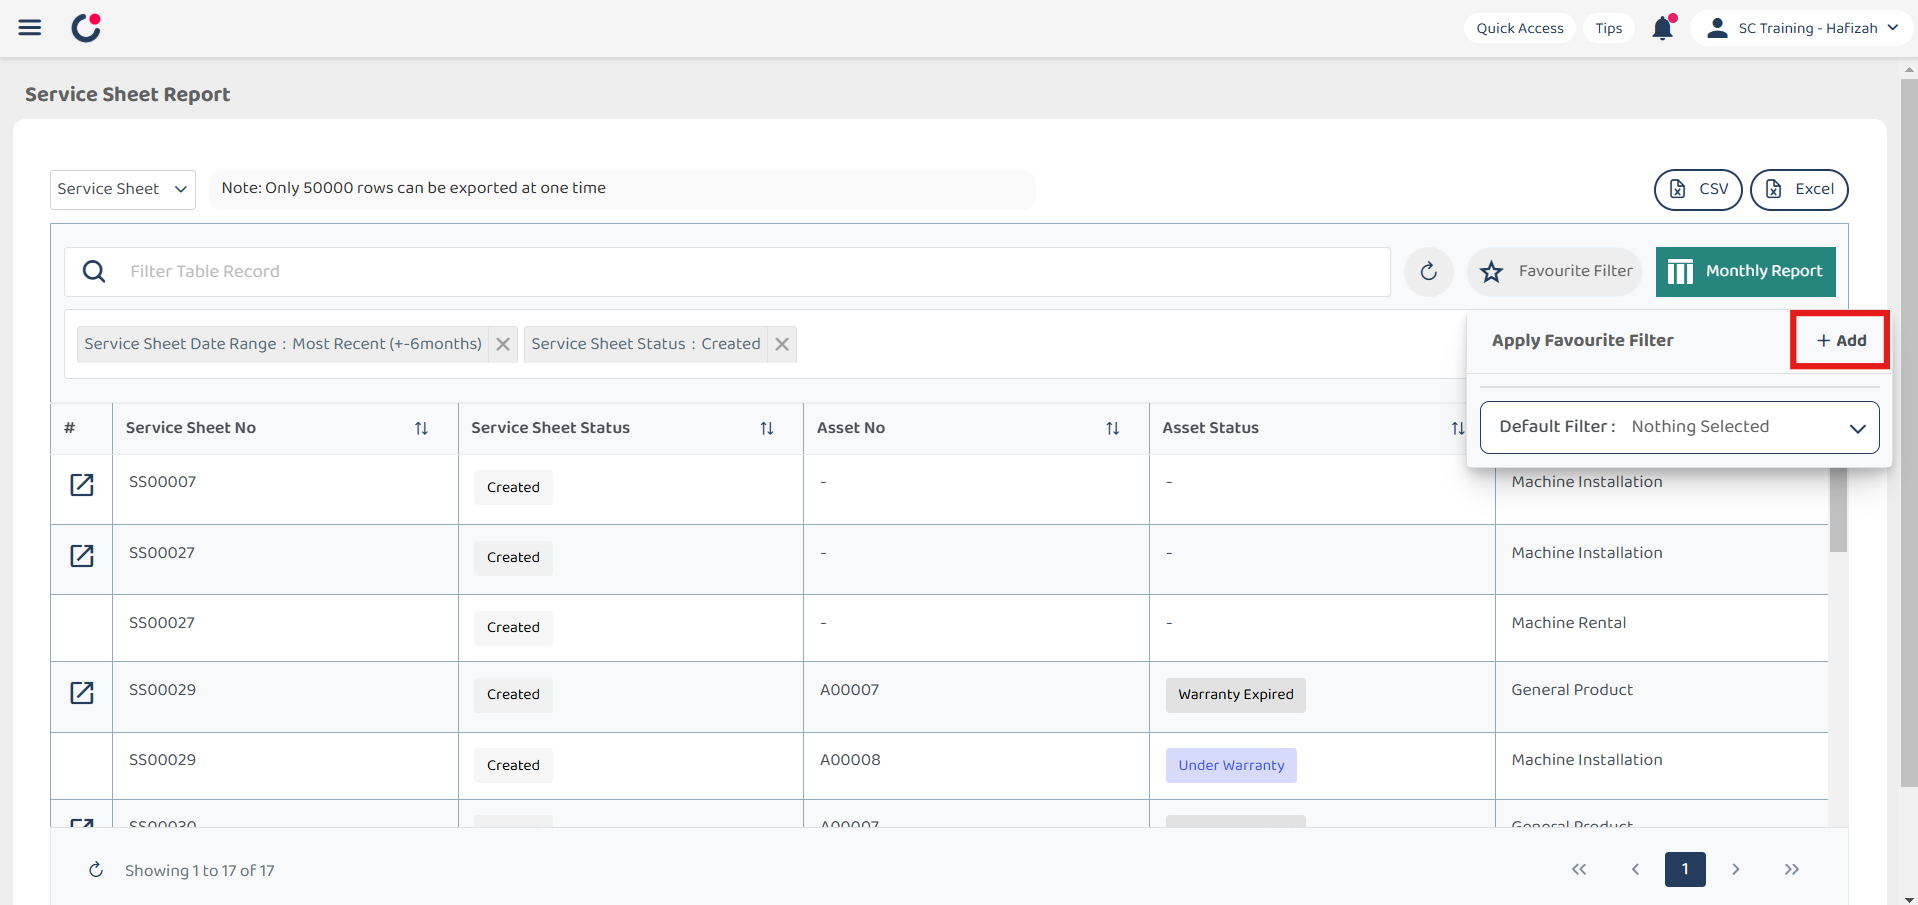 Quick Access
Tips
SC Training - Hafizah
Service Sheet Report
Service Sheet
Note: Only 50000 rows can be exported at one time
CSV
Excel
Filter Table Record
Favourite Filter
Monthly Report
Service Sheet Date Range : Most Recent (+-6months)
Service Sheet Status : Created
Apply Favourite Filter
+ Add
Default Filter : Nothing Selected
# Service Sheet No Service Sheet Status Asset No Asset Status
SS00007 Created - - Machine Installation
SS00027 Created - - Machine Installation
SS00027 Created - - Machine Rental
SS00029 Created A00007 Warranty Expired General Product
SS00029 Created A00008 Under Warranty Machine Installation
SS00030 A00007 General Product
Showing 1 to 17 of 17
1